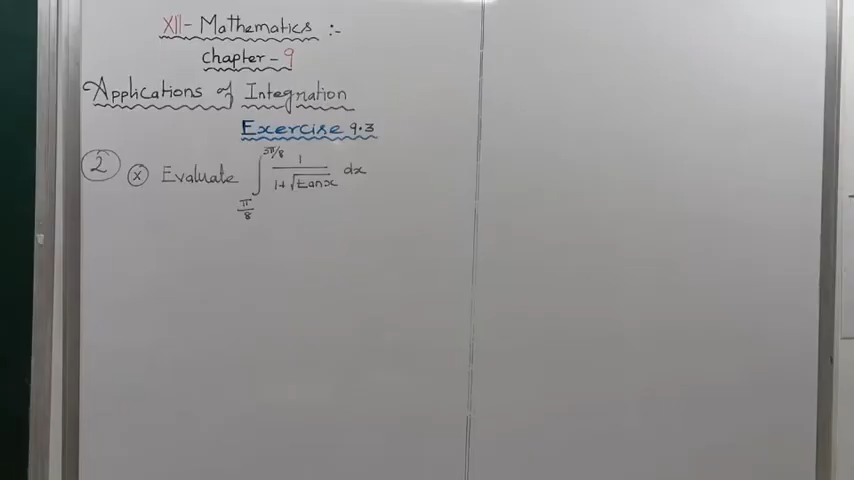 XII - Mathematics :-
Chapter - 9
Applications of Integration
Exercise 9.3
2 (x) Evaluate ∫_{π/8}^{3π/8} 1/(1+√tanx) dx